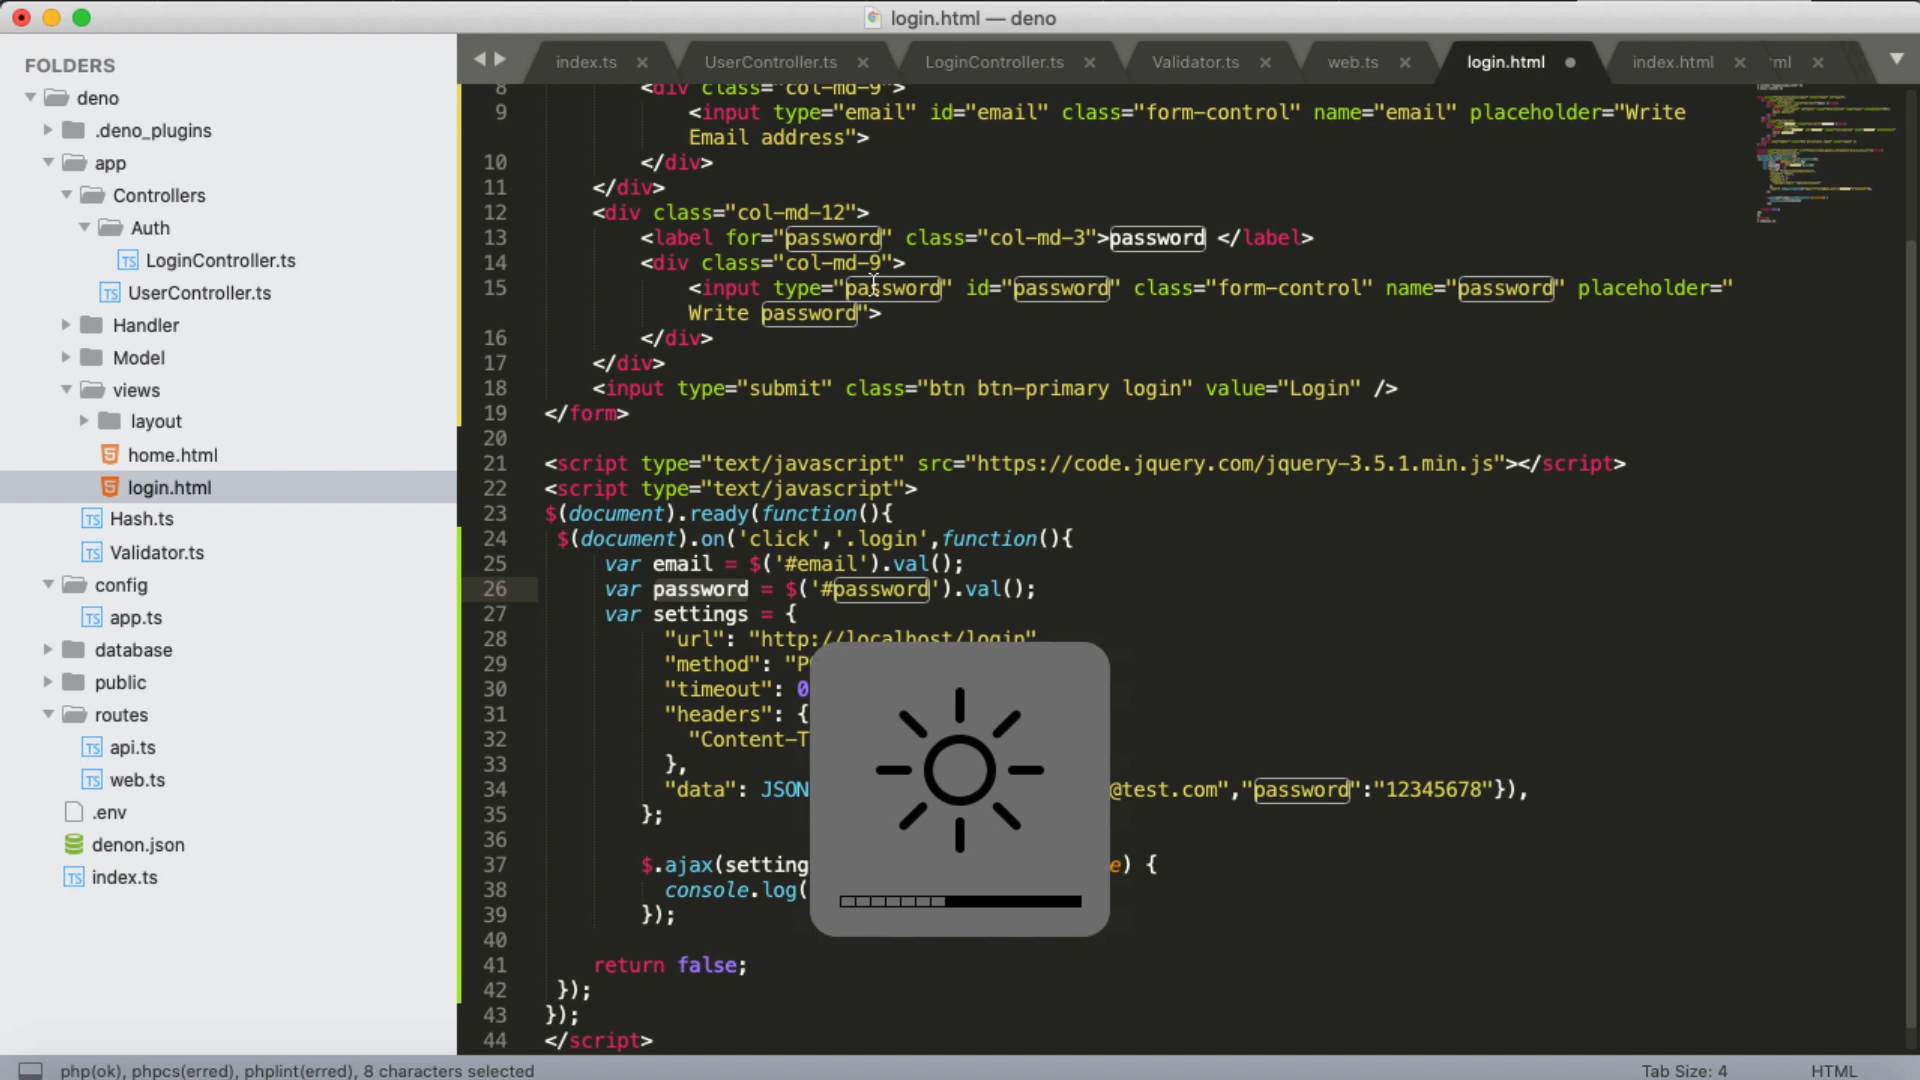 login.html — deno
FOLDERS
deno
.deno_plugins
app
Controllers
Auth
LoginController.ts
UserController.ts
Handler
Model
views
layout
home.html
login.html
Hash.ts
Validator.ts
config
app.ts
database
public
routes
api.ts
web.ts
.env
denon.json
index.ts
index.ts
UserController.ts
LoginController.ts
Validator.ts
web.ts
login.html
index.html
ml
8 <div class="col-md-9">
9 <input type="email" id="email" class="form-control" name="email" placeholder="Write
Email address">
10 </div>
11 </div>
12 <div class="col-md-12">
13 <label for="password" class="col-md-3">password </label>
14 <div class="col-md-9">
15 <input type="password" id="password" class="form-control" name="password" placeholder="
Write password">
16 </div>
17 </div>
18 <input type="submit" class="btn btn-primary login" value="Login" />
19 </form>
20
21 <script type="text/javascript" src="https://code.jquery.com/jquery-3.5.1.min.js"></script>
22 <script type="text/javascript">
23 $(document).ready(function(){
24 $(document).on('click','.login',function(){
25 var email = $('#email').val();
26 var password = $('#password').val();
27 var settings = {
28 "url": "http://localhost/login"
29 "method": "P
30 "timeout": 0
31 "headers": {
32 "Content-T
33 },
34 "data": JSON @test.com","password":"12345678"}),
35 };
36
37 $.ajax(setting e) {
38 console.log(
39 });
40
41 return false;
42 });
43 });
44 </script>
php(ok), phpcs(erred), phplint(erred), 8 characters selected
Tab Size: 4
HTML